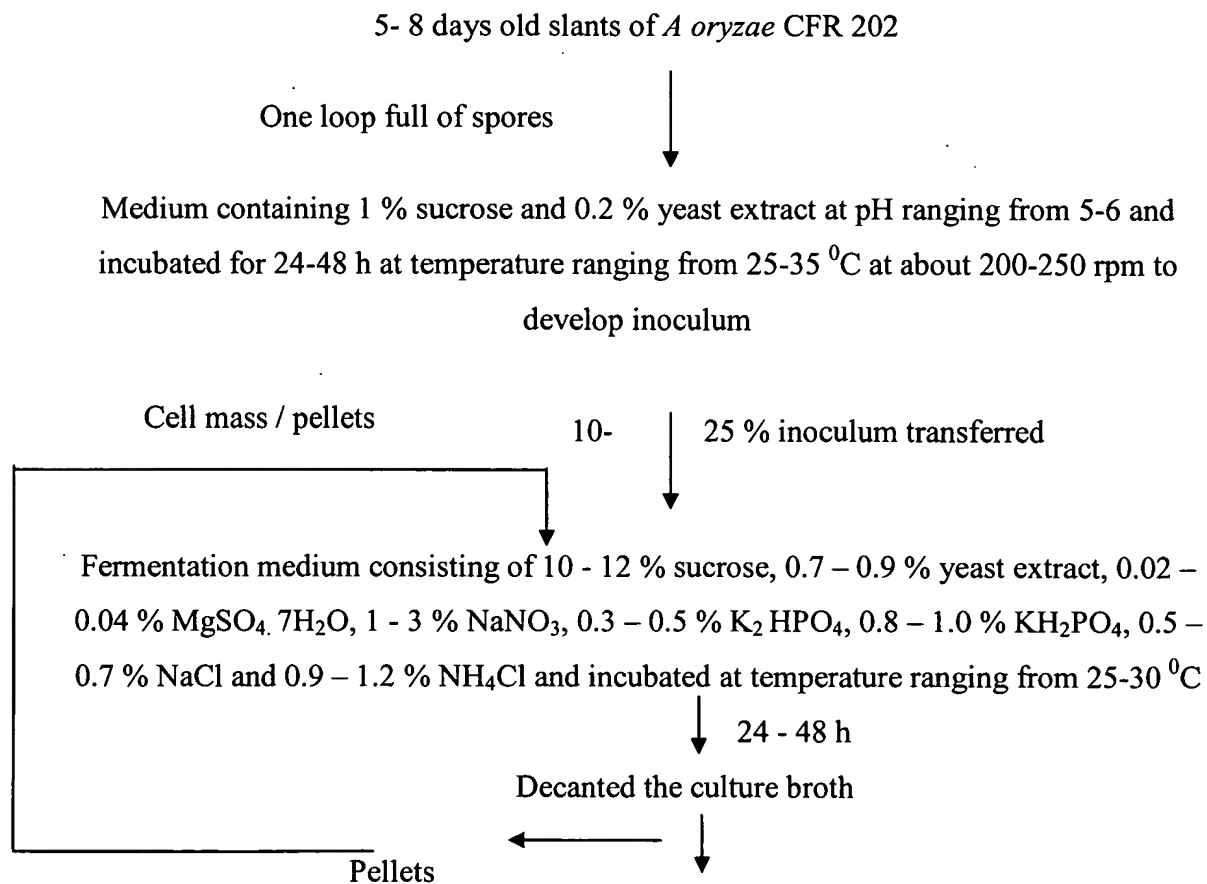 5- 8 days old slants of A oryzae CFR 202
One loop full of spores
Medium containing 1 % sucrose and 0.2 % yeast extract at pH ranging from 5-6 and
incubated for 24-48 h at temperature ranging from 25-35 ⁰C at about 200-250 rpm to
develop inoculum
Cell mass / pellets
10- 25 % inoculum transferred
Fermentation medium consisting of 10 - 12 % sucrose, 0.7 – 0.9 % yeast extract, 0.02 –
0.04 % MgSO₄. 7H₂O, 1 - 3 % NaNO₃, 0.3 – 0.5 % K₂ HPO₄, 0.8 – 1.0 % KH₂PO₄, 0.5 –
0.7 % NaCl and 0.9 – 1.2 % NH₄Cl and incubated at temperature ranging from 25-30 ⁰C
24 - 48 h
Decanted the culture broth
Pellets